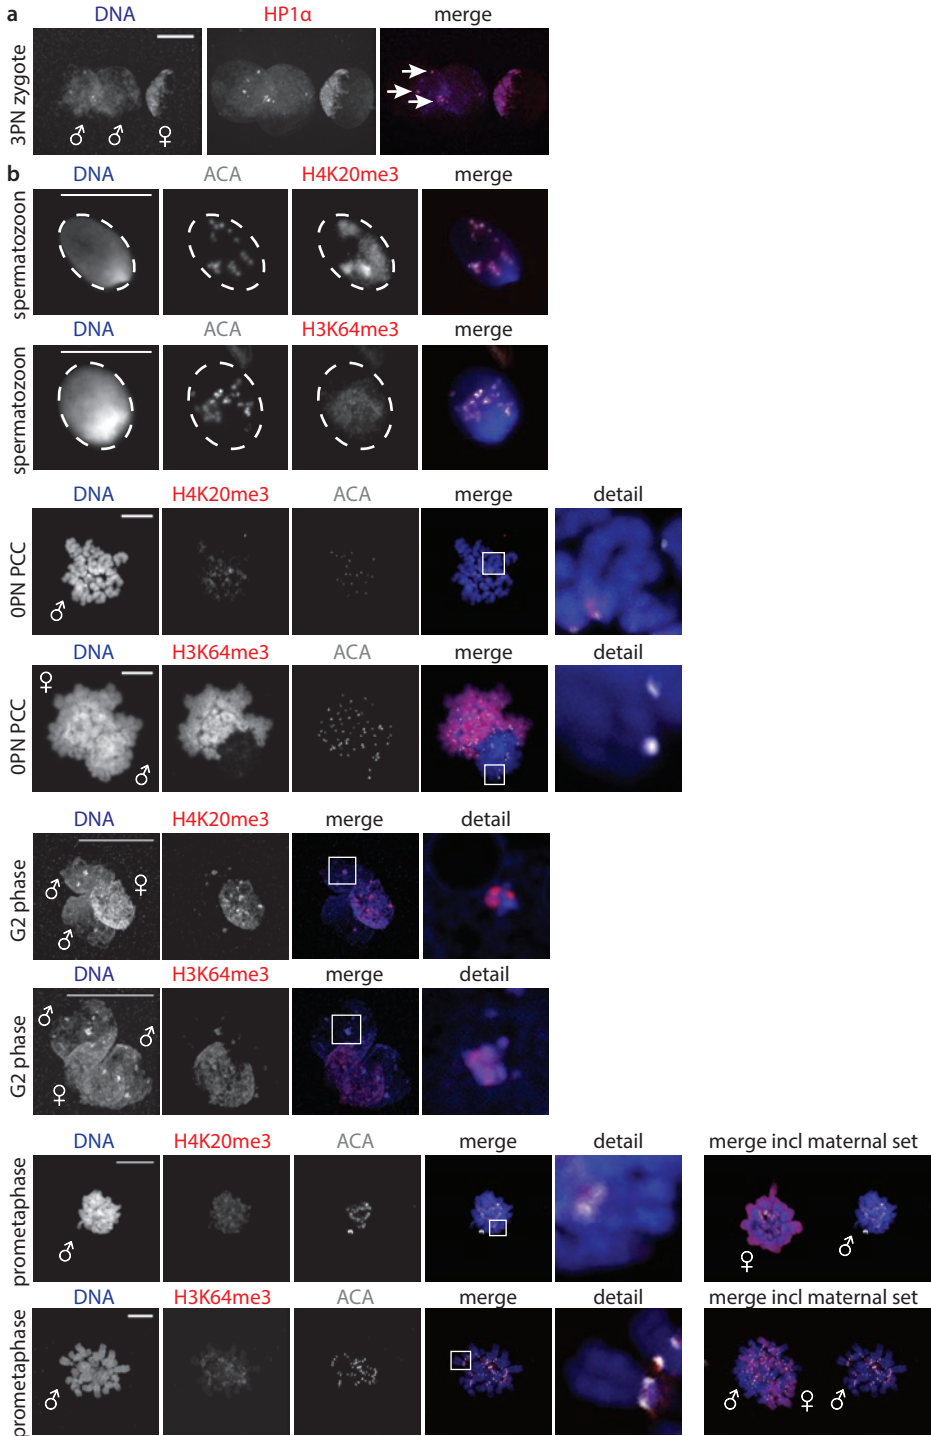 a
DNA HP1α merge
3PN zygote
♂ ♂ ♀
b
DNA ACA H4K20me3 merge
spermatozoon
DNA ACA H3K64me3 merge
spermatozoon
DNA H4K20me3 ACA merge detail
0PN PCC
♂
DNA H3K64me3 ACA merge detail
0PN PCC
♀
♂
DNA H4K20me3 merge detail
G2 phase
♂ ♀
♂
DNA H3K64me3 merge detail
G2 phase
♂ ♂
♀
DNA H4K20me3 ACA merge detail merge incl maternal set
prometaphase
♂ ♀ ♂
DNA H3K64me3 ACA merge detail merge incl maternal set
prometaphase
♂ ♂ ♀ ♂